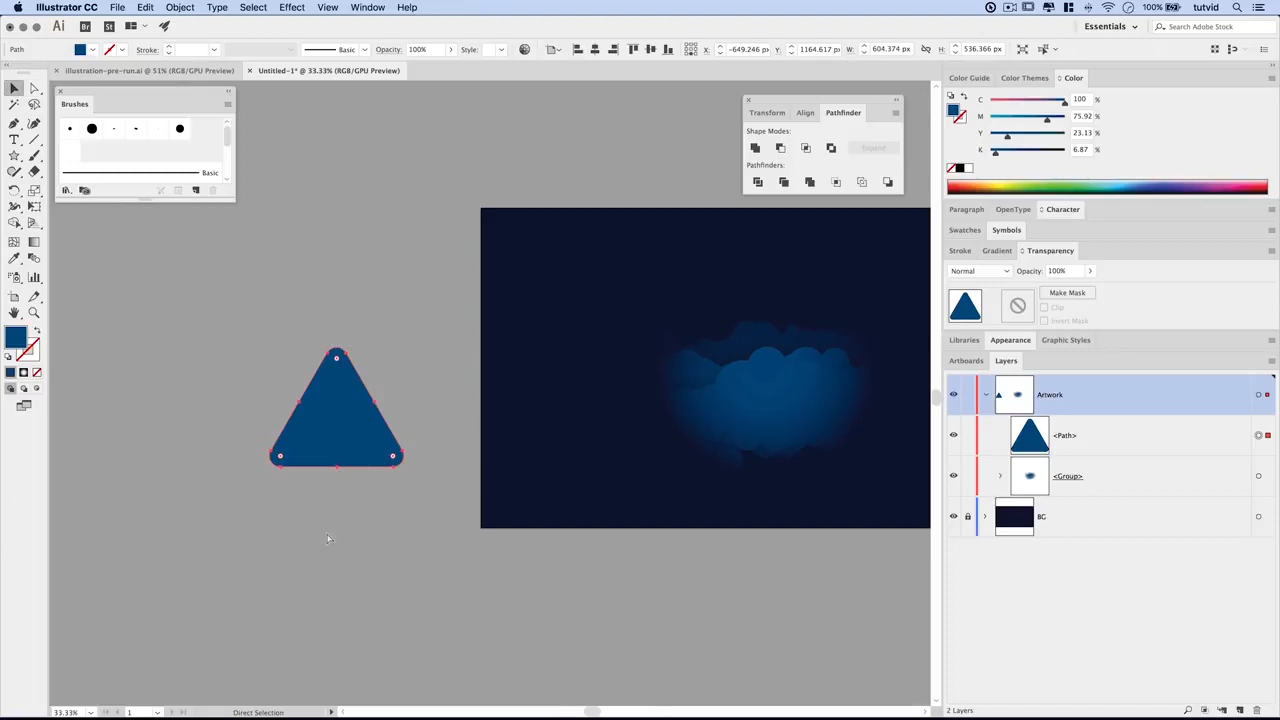 Illustrator CC File Edit Object Type Select Effect View Window Help 100% tutvid
Ai Br St Essentials Search Adobe Stock
Path Stroke: Basic Opacity: 100% Style: X: -649.246 px Y: 1164.617 px W: 604.374 px H: 536.366 px
illustration-pre-run.ai @ 51% (RGB/GPU Preview) Untitled-1* @ 33.33% (RGB/GPU Preview)
Color Guide Color Themes Color
Brushes
C 100 %
M 75.92 %
Y 23.13 %
K 6.87 %
Transform Align Pathfinder
Shape Modes:
Expand
Pathfinders:
Basic
Paragraph OpenType Character
Swatches Symbols
Stroke Gradient Transparency
Normal Opacity: 100%
Make Mask
Clip
Invert Mask
Libraries Appearance Graphic Styles
Artboards Layers
Artwork
<Path>
<Group>
BG
33.33% 1 Direct Selection
2 Layers